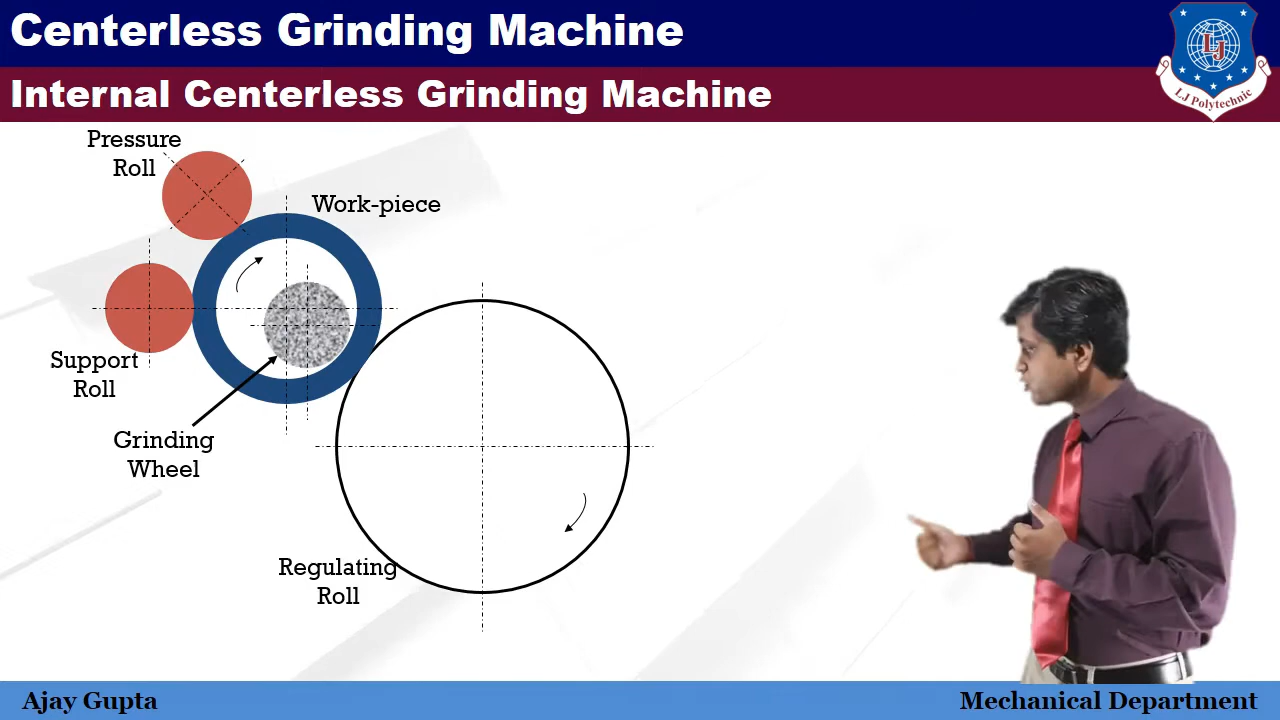 Centerless Grinding Machine
Internal Centerless Grinding Machine
LJ
L.J Polytechnic
Pressure
Roll
Work-piece
Support
Roll
Grinding
Wheel
Regulating
Roll
Ajay Gupta
Mechanical Department